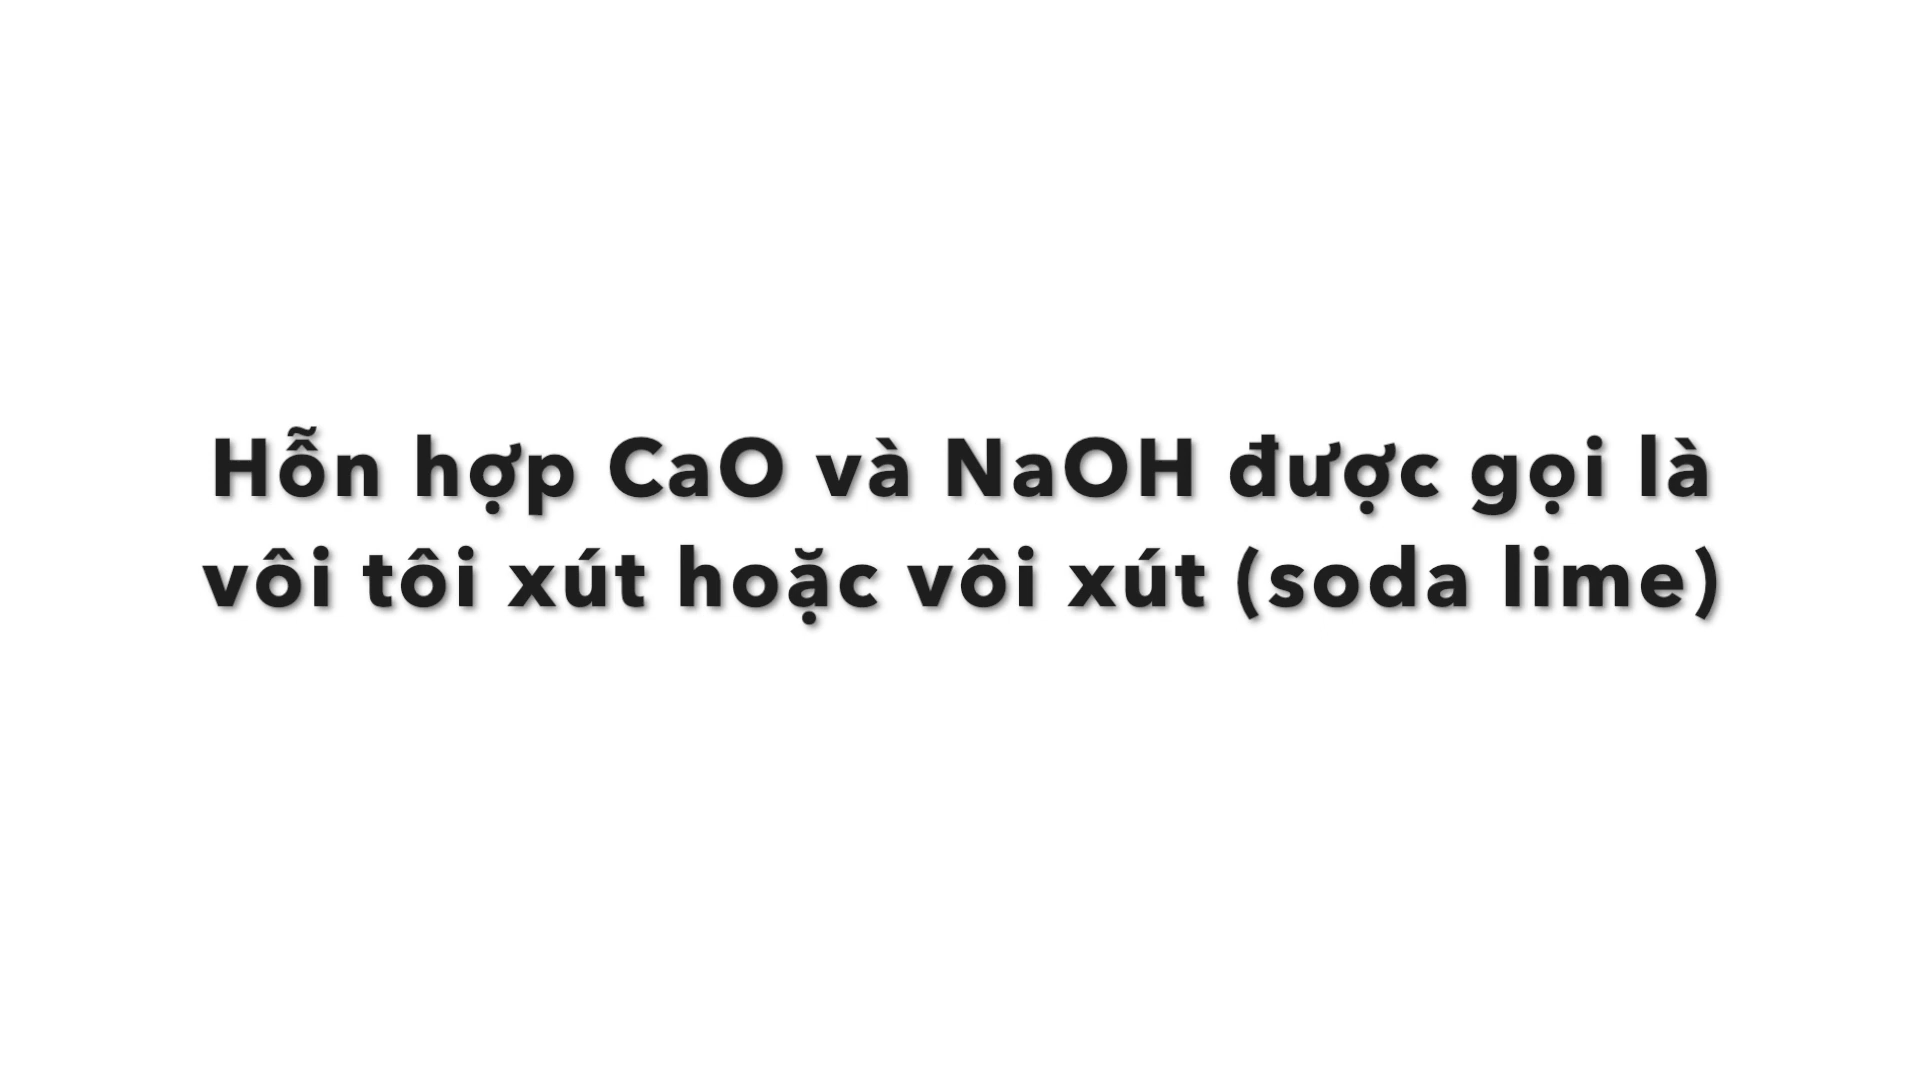 Hỗn hợp CaO và NaOH được gọi là
vôi tôi xút hoặc vôi xút (soda lime)